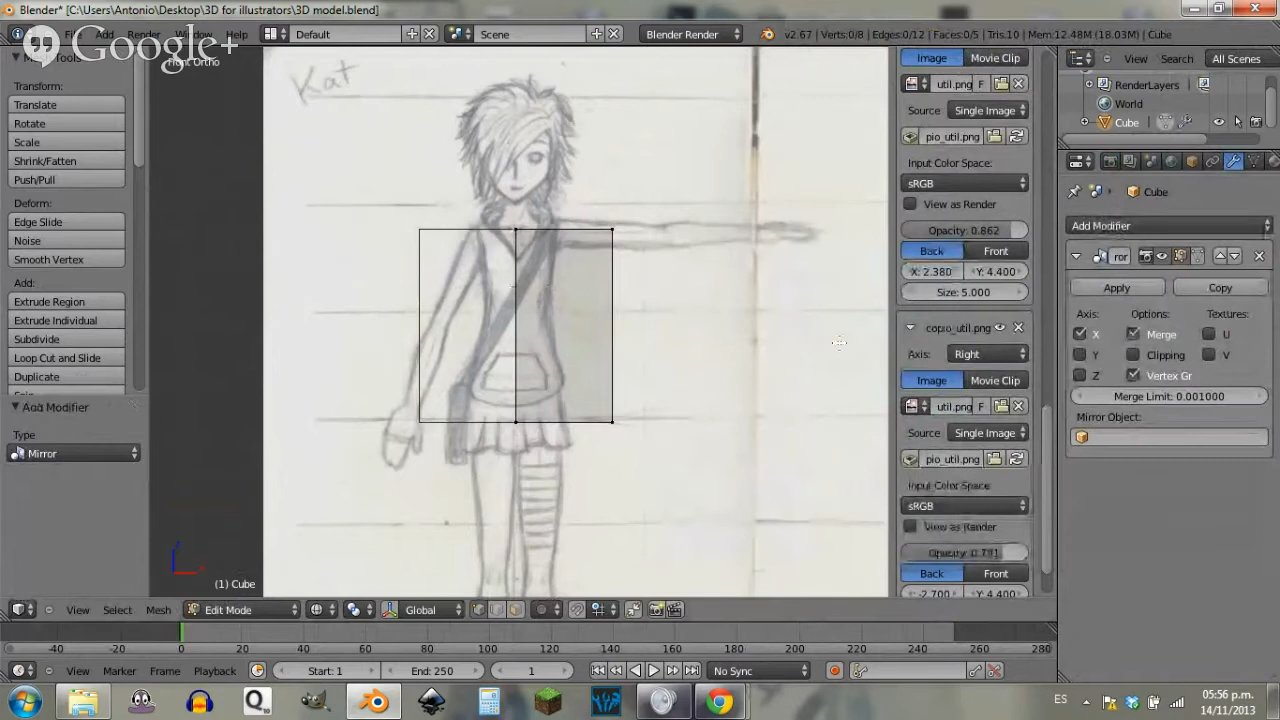 Blender* [C:\Users\Antonio\Desktop\3D for illustrators\3D model.blend]
Google+
Add Render Window Help
Default
Scene
Blender Render
v2.67 | Verts:0/8 | Edges:0/12 | Faces:0/5 | Tris:10 | Mem:12.48M (18.03M) | Cube
Tools
Front Ortho
Transform:
Translate
Rotate
Scale
Shrink/Fatten
Push/Pull
Deform:
Edge Slide
Noise
Smooth Vertex
Add:
Extrude Region
Extrude Individual
Subdivide
Loop Cut and Slide
Duplicate
Add Modifier
Type
Mirror
Kat
(1) Cube
Image Movie Clip
util.png F
Source Single Image
pio_util.png
Input Color Space:
sRGB
View as Render
Opacity: 0.862
Back Front
X: 2.380 Y: 4.400
Size: 5.000
copio_util.png
Axis: Right
Image Movie Clip
util.png F
Source Single Image
pio_util.png
Input Color Space
sRGB
View as Render
Opacity: 0.791
Back Front
-2.700 Y: 4.400
View Search All Scenes
RenderLayers
World
Cube
Cube
Add Modifier
ror
Apply Copy
Axis: Options: Textures:
X Merge U
Y Clipping V
Z Vertex Gr
Merge Limit: 0.001000
Mirror Object:
View Select Mesh Edit Mode Global
-40 -20 0 20 40 60 80 100 120 140 160 180 200 220 240 260 280
View Marker Frame Playback Start: 1 End: 250 1 No Sync
ES
05:56 p.m.
14/11/2013